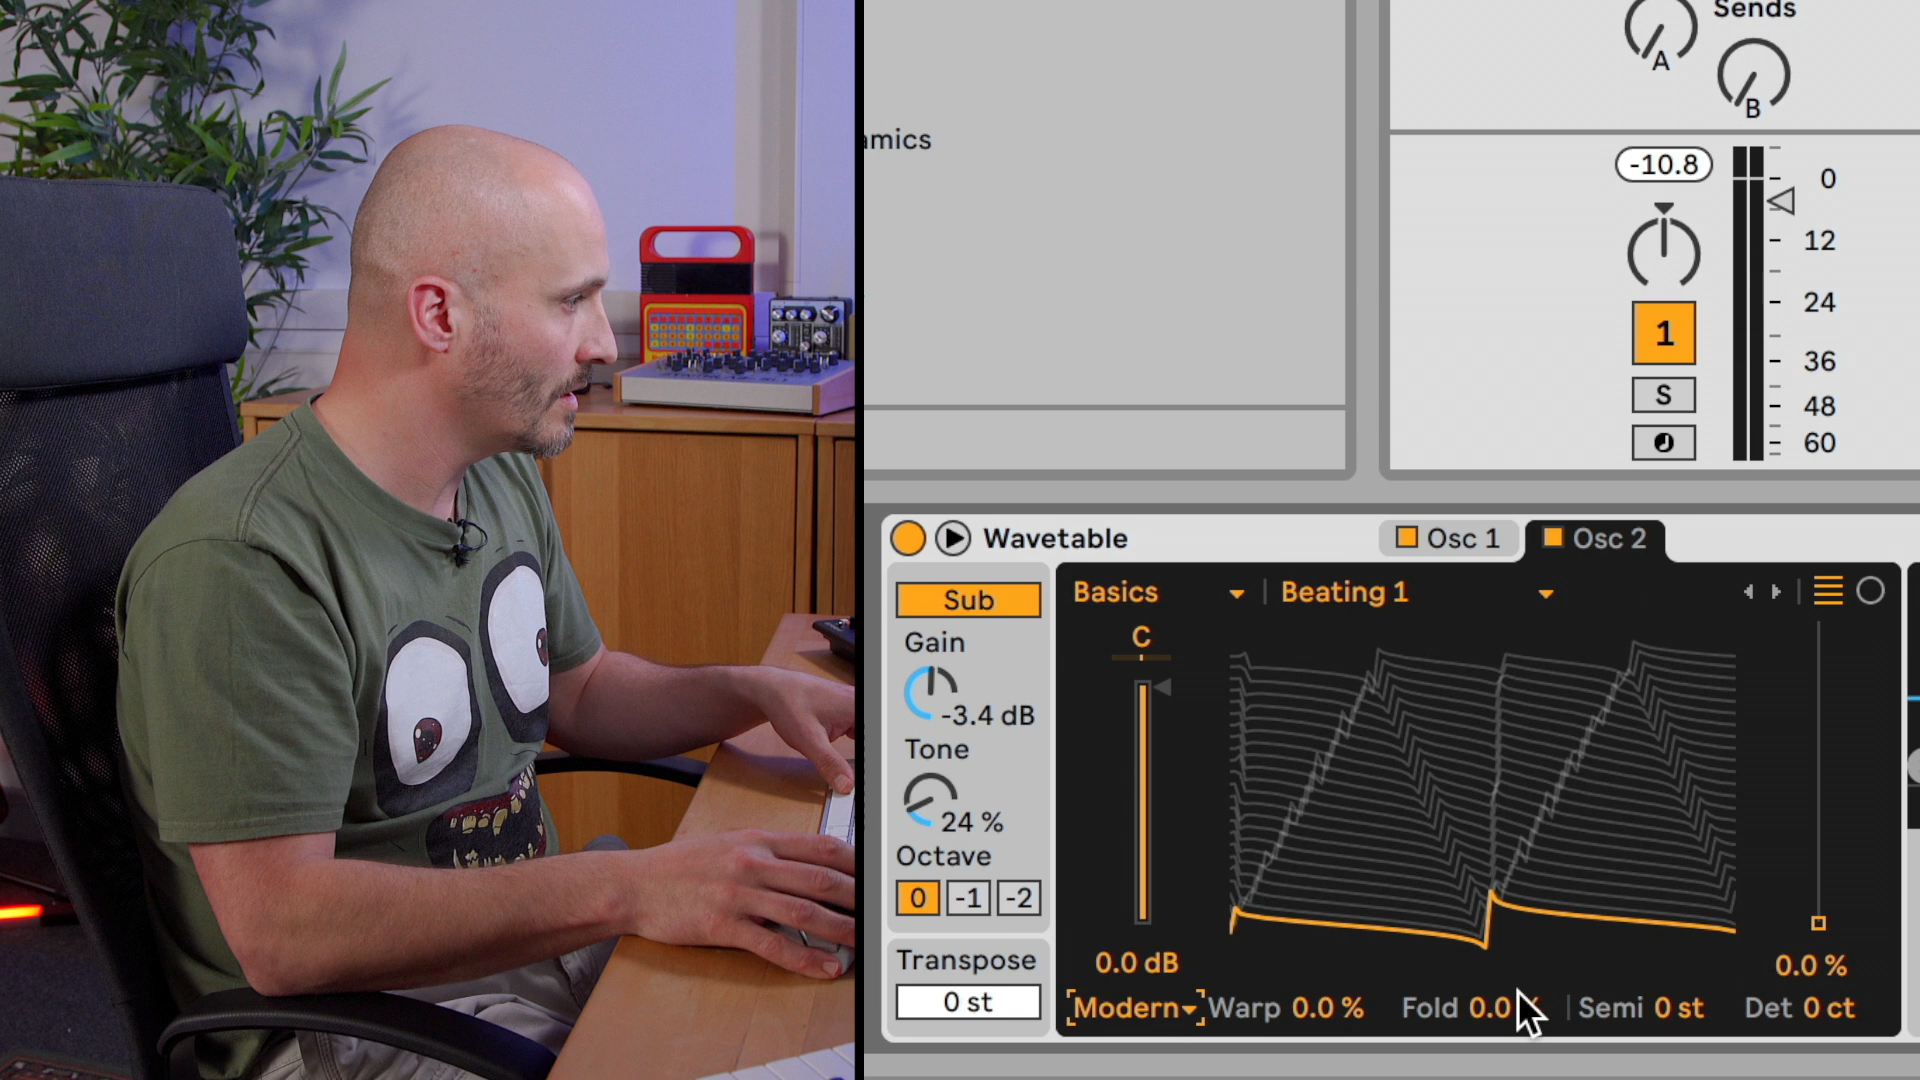 Sends
A
B
amics
-10.8
0
12
24
36
48
60
1
S
Wavetable
Osc 1
Osc 2
Sub
Basics
Beating 1
C
Gain
-3.4 dB
Tone
24 %
Octave
0
-1
-2
Transpose
0 st
0.0 dB
0.0 %
Modern
Warp 0.0 %
Fold 0.0
Semi 0 st
Det 0 ct